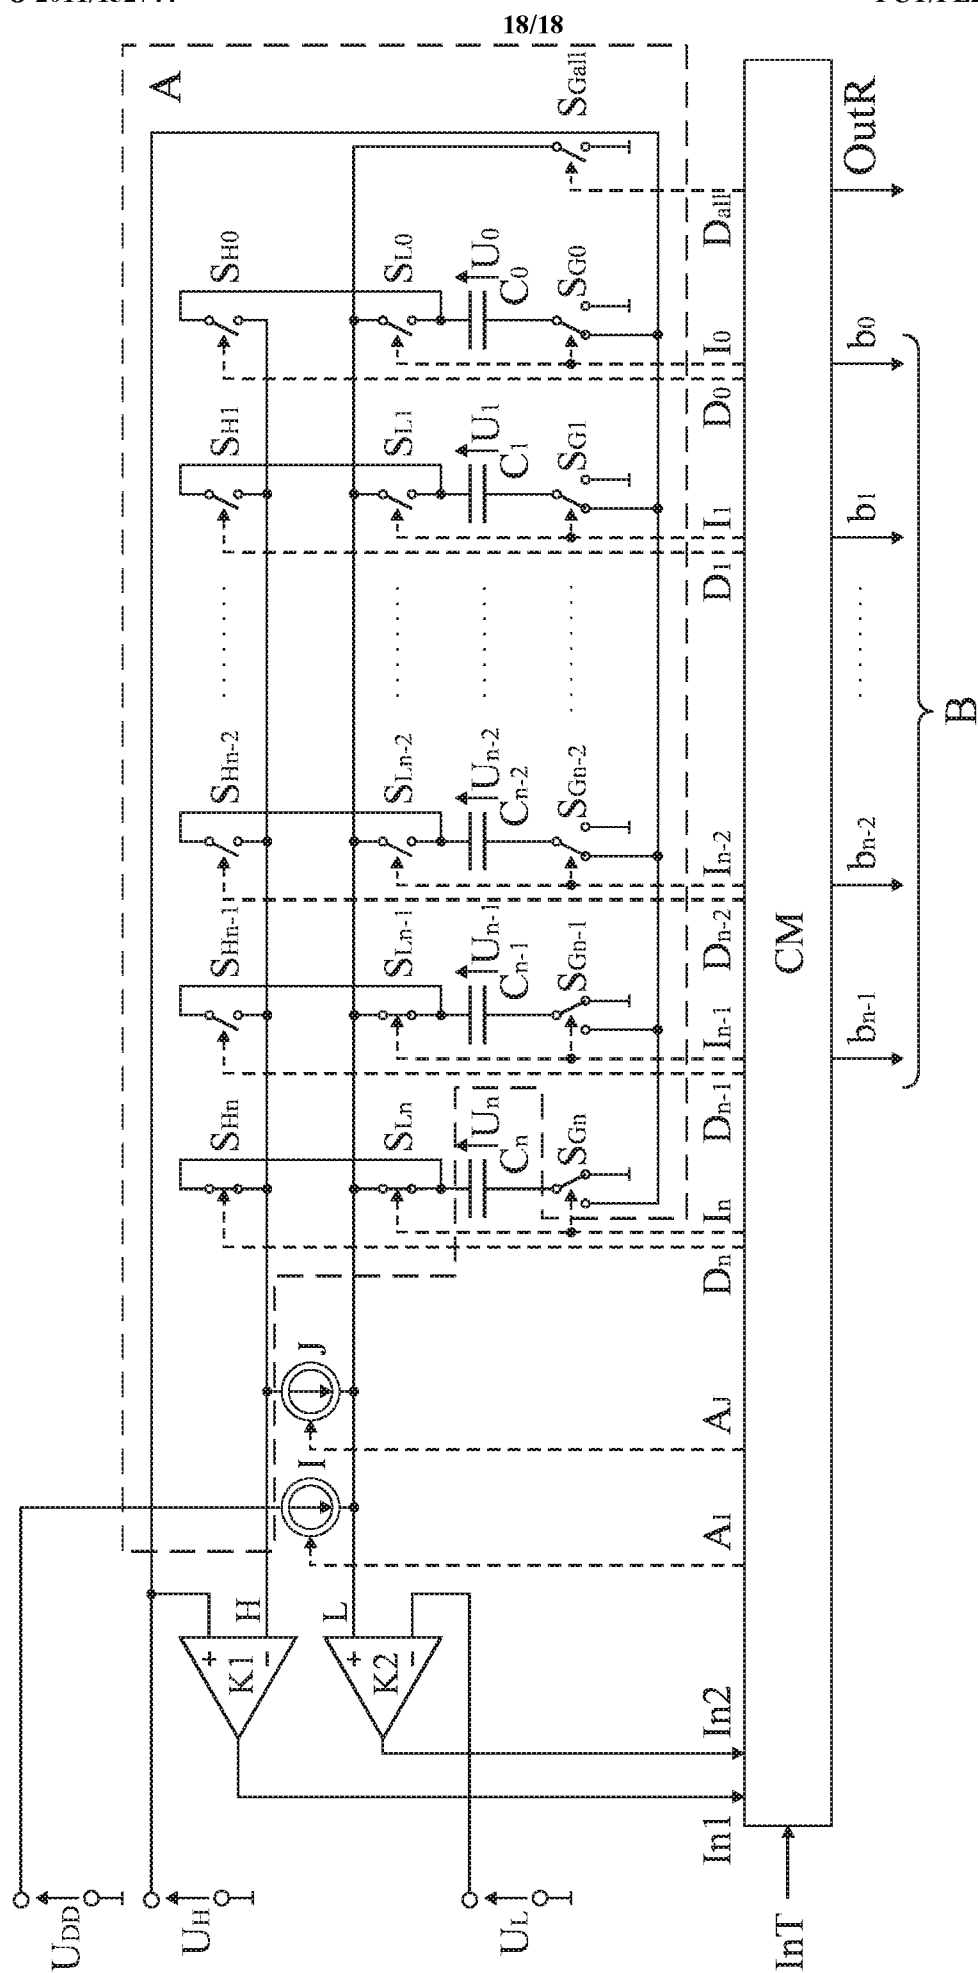 18/18
A
SHn
SHn-1
SHn-2
SH1
SH0
SLn
SLn-1
SLn-2
SL1
SL0
SGall
Un
Un-1
Un-2
U1
U0
Cn
Cn-1
Cn-2
C1
C0
SGn
SGn-1
SGn-2
SG1
SG0
UDD
UH
UL
K1
+
-
H
K2
+
-
L
I
J
In1
In2
AI
AJ
Dn
In
Dn-1
In-1
Dn-2
In-2
D1
I1
D0
I0
Dall
InT
CM
OutR
bn-1
bn-2
b1
b0
B